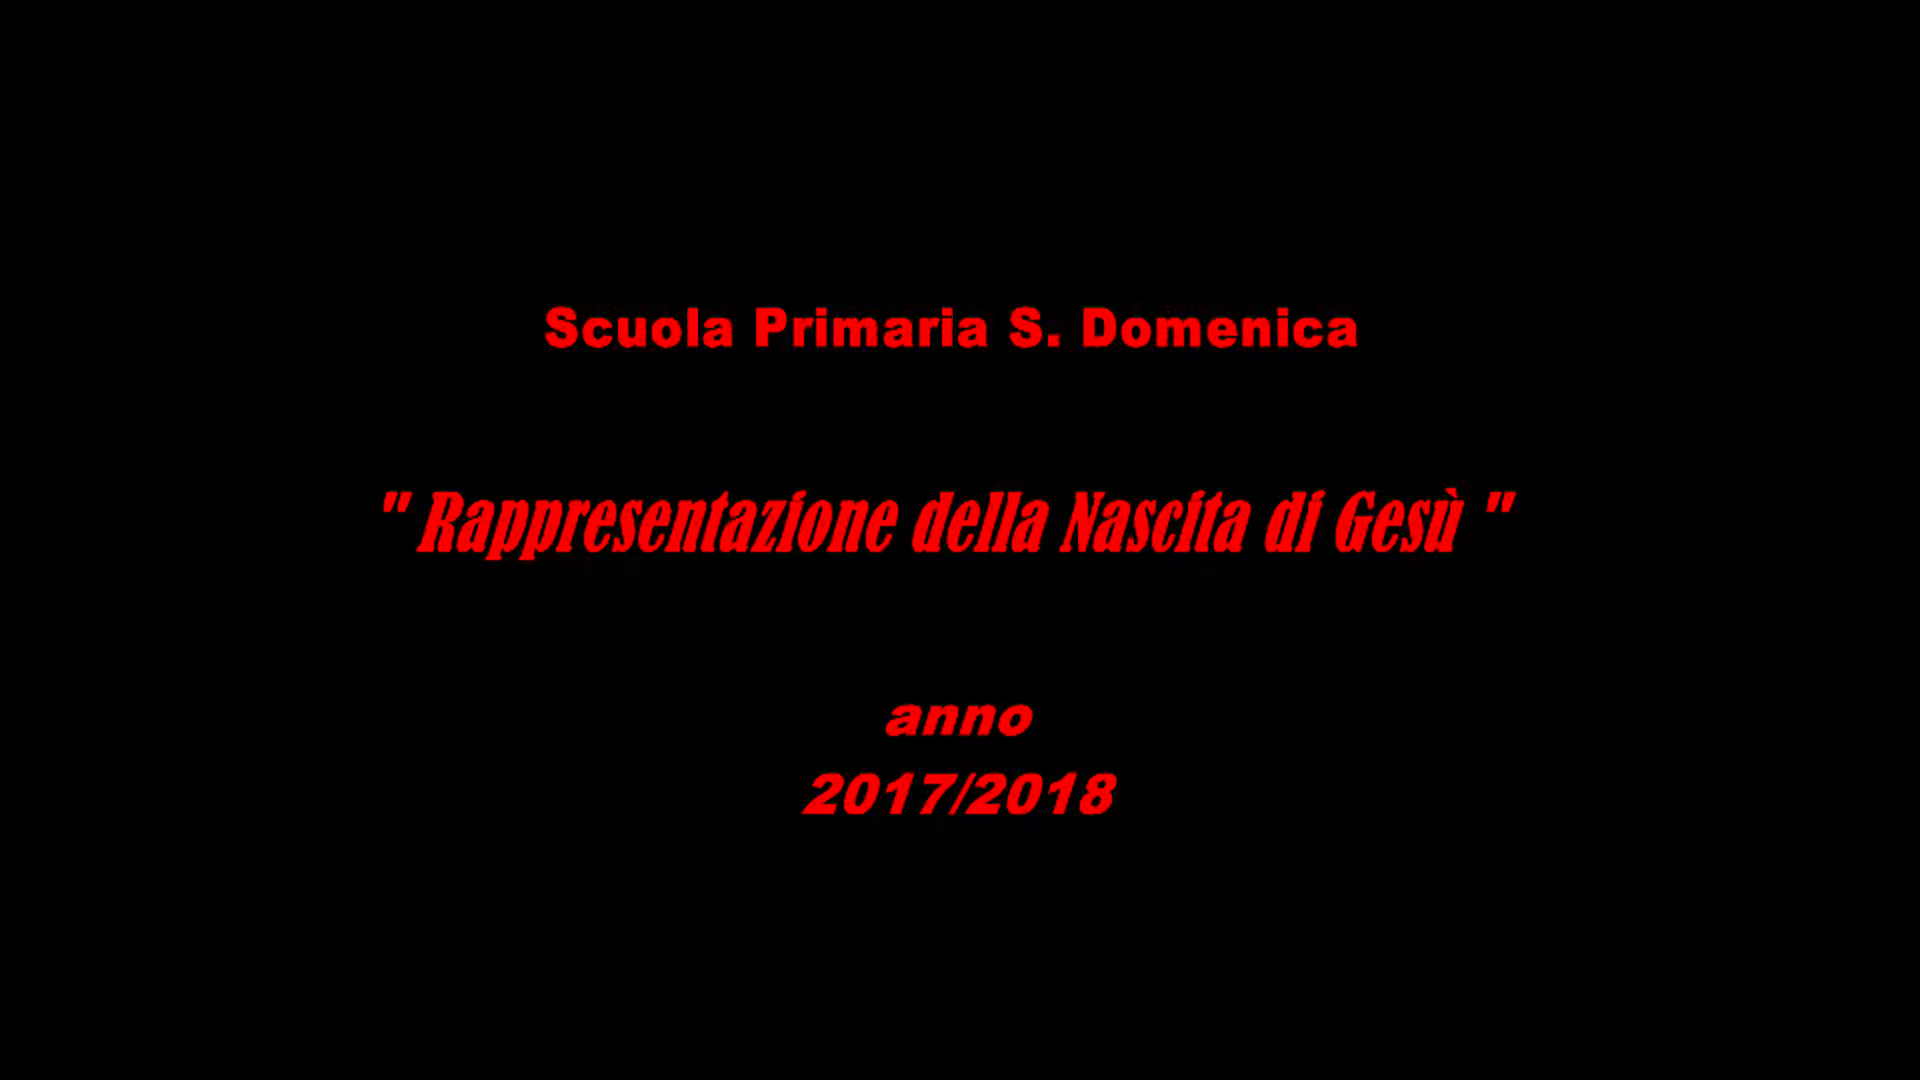 Scuola Primaria S. Domenica
" Rappresentazione della Nascita di Gesù "
anno
2017/2018